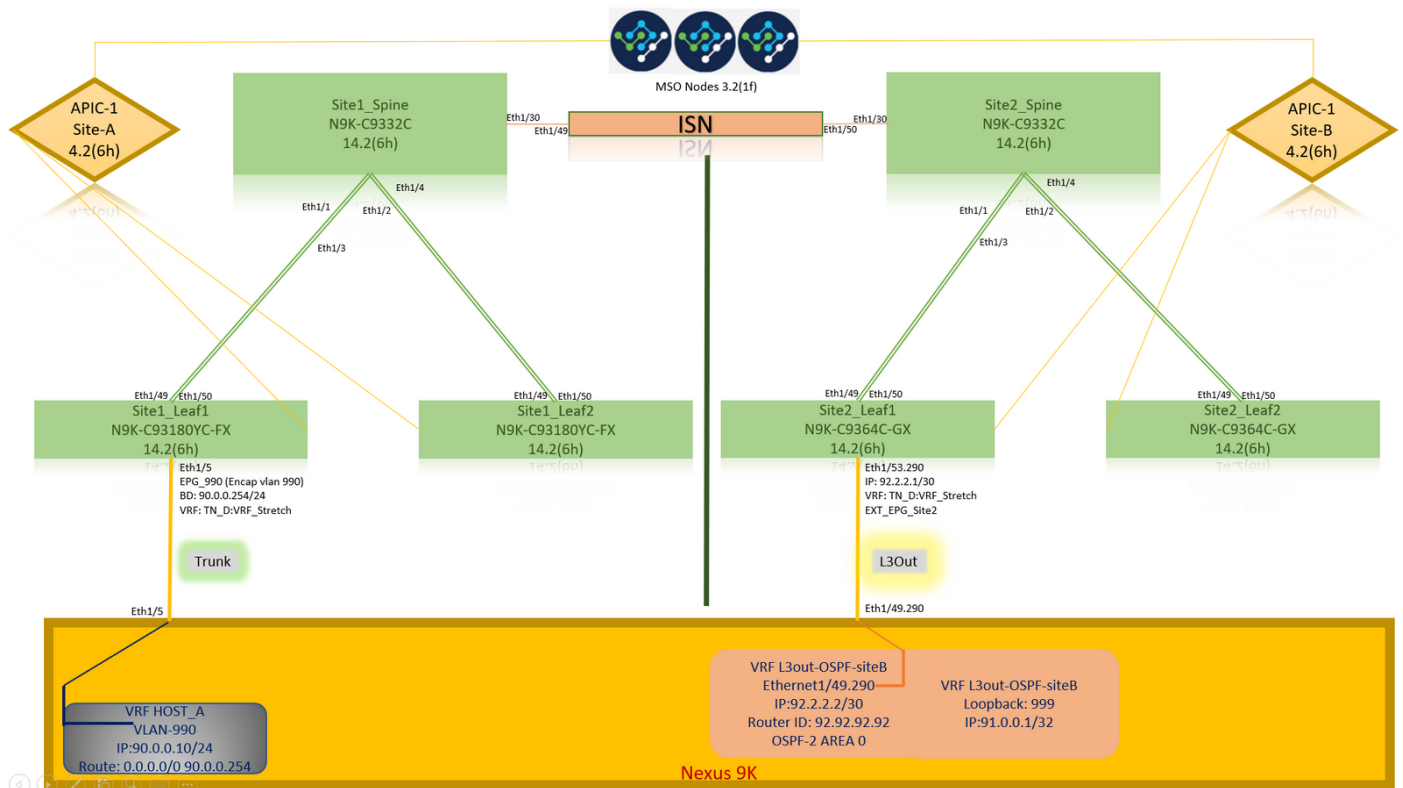 MSO Nodes 3.2(1f)
APIC-1
Site-A
4.2(6h)
Site1_Spine
N9K-C9332C
14.2(6h)
Eth1/30
Eth1/49
ISN
Eth1/30
Eth1/50
Site2_Spine
N9K-C9332C
14.2(6h)
APIC-1
Site-B
4.2(6h)
Eth1/4
Eth1/1
Eth1/2
Eth1/3
Eth1/4
Eth1/1
Eth1/2
Eth1/3
Eth1/49 Eth1/50
Site1_Leaf1
N9K-C93180YC-FX
14.2(6h)
Eth1/49 Eth1/50
Site1_Leaf2
N9K-C93180YC-FX
14.2(6h)
Eth1/49 Eth1/50
Site2_Leaf1
N9K-C9364C-GX
14.2(6h)
Eth1/49 Eth1/50
Site2_Leaf2
N9K-C9364C-GX
14.2(6h)
Eth1/5
EPG_990 (Encap vlan 990)
BD: 90.0.0.254/24
VRF: TN_D:VRF_Stretch
Trunk
Eth1/5
Eth1/53.290
IP: 92.2.2.1/30
VRF: TN_D:VRF_Stretch
EXT_EPG_Site2
L3Out
Eth1/49.290
VRF HOST_A
VLAN-990
IP:90.0.0.10/24
Route: 0.0.0.0/0 90.0.0.254
VRF L3out-OSPF-siteB
Ethernet1/49.290
IP:92.2.2.2/30
Router ID: 92.92.92.92
OSPF-2 AREA 0
VRF L3out-OSPF-siteB
Loopback: 999
IP:91.0.0.1/32
Nexus 9K